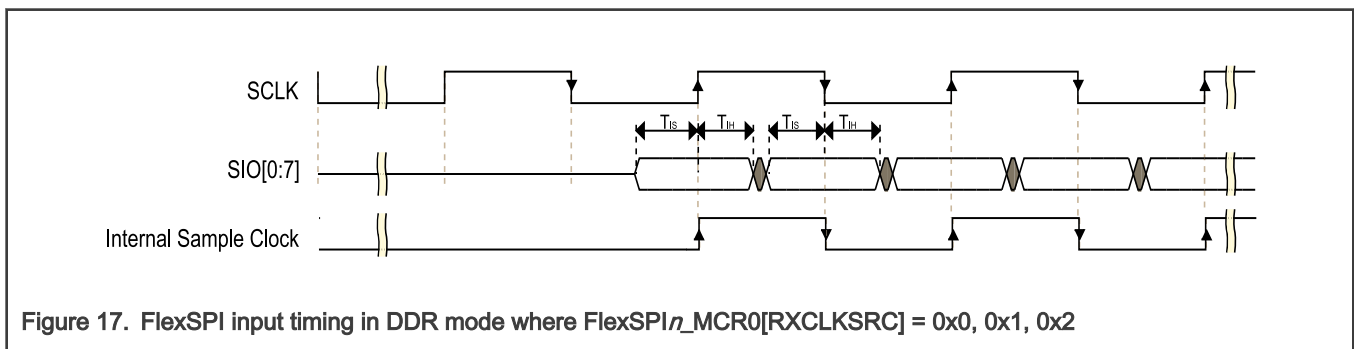 SCLK
TIS TIH TIS TIH
SIO[0:7]
Internal Sample Clock
Figure 17. FlexSPI input timing in DDR mode where FlexSPIn_MCR0[RXCLKSRC] = 0x0, 0x1, 0x2